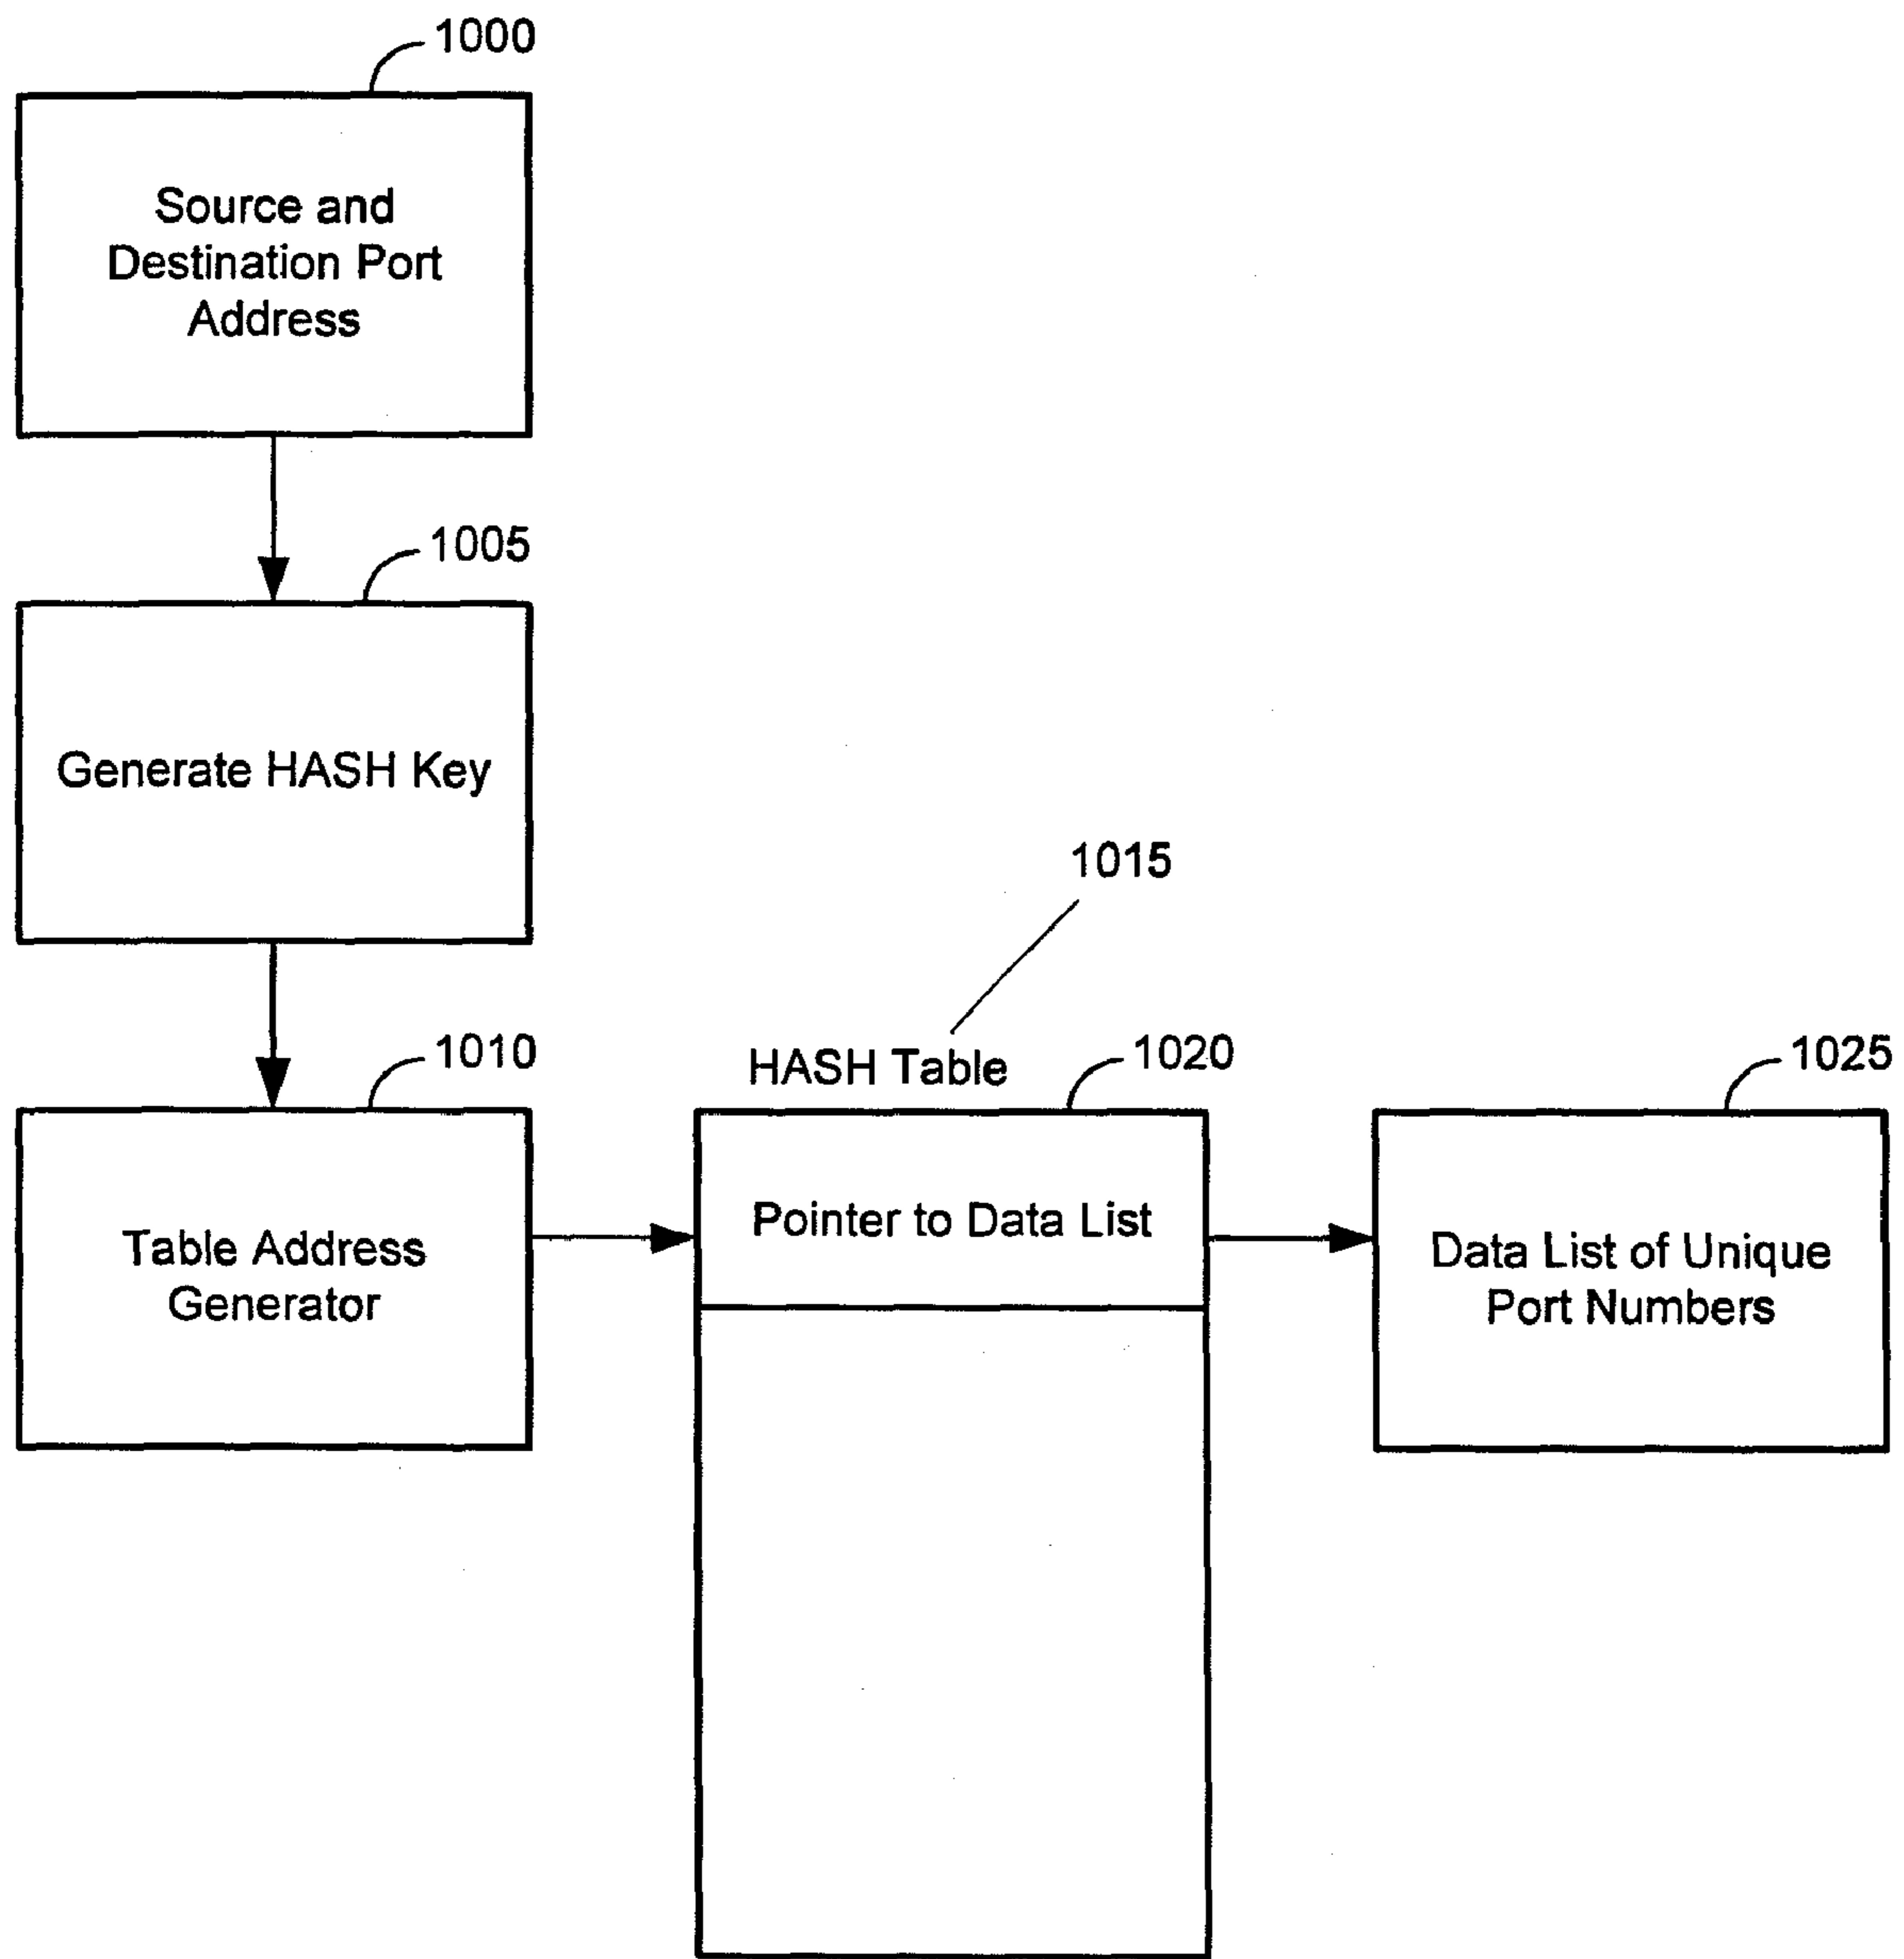 1000
Source and
Destination Port
Address
1005
Generate HASH Key
1015
1010
HASH Table
1020
1025
Table Address
Generator
Pointer to Data List
Data List of Unique
Port Numbers